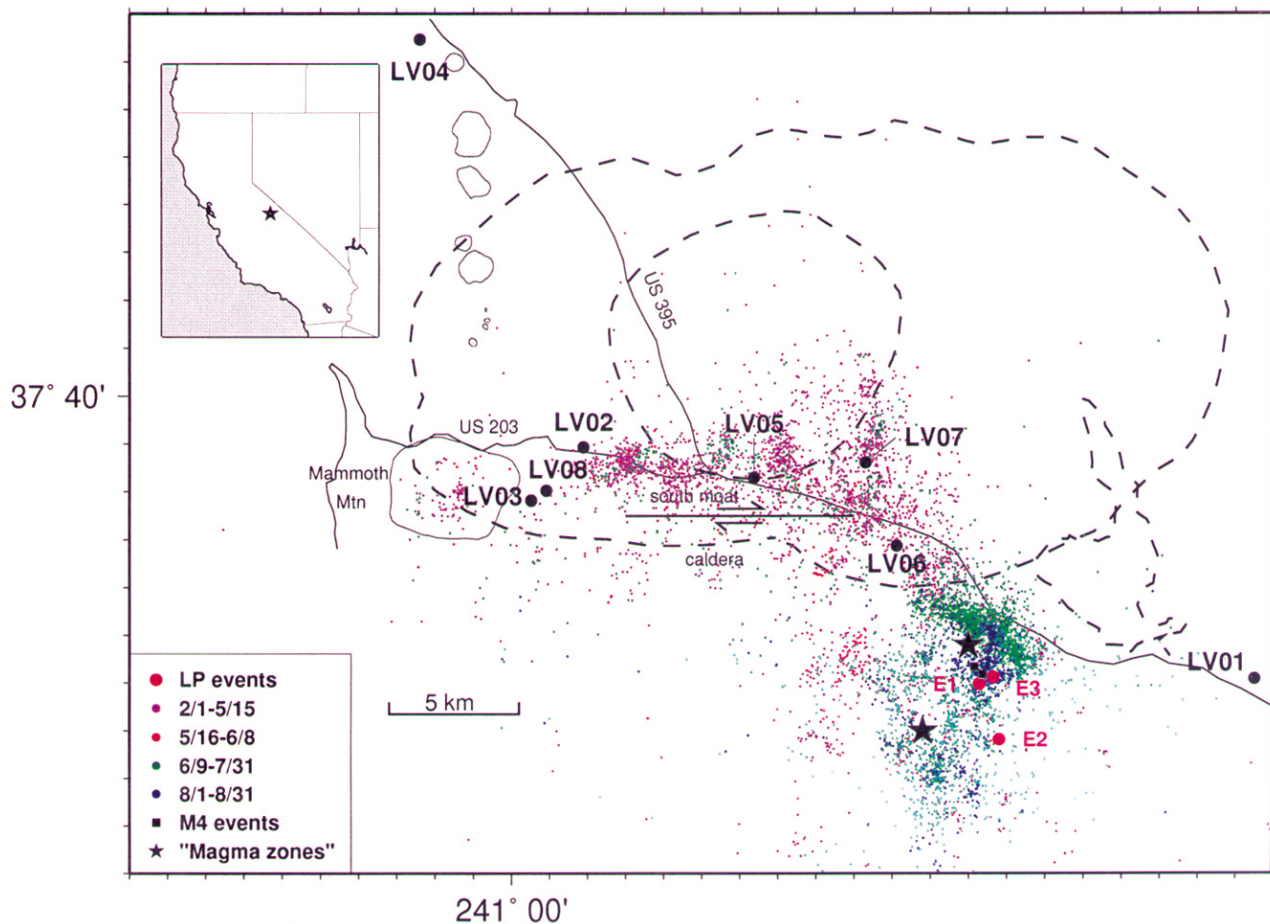 LV04
US 395
37° 40'
US 203
LV02
LV05
LV07
Mammoth
Mtn
LV03
LV08
south moat
caldera
LV06
LV01
E1
E3
E2
5 km
LP events
2/1-5/15
5/16-6/8
6/9-7/31
8/1-8/31
M4 events
"Magma zones"
241° 00'